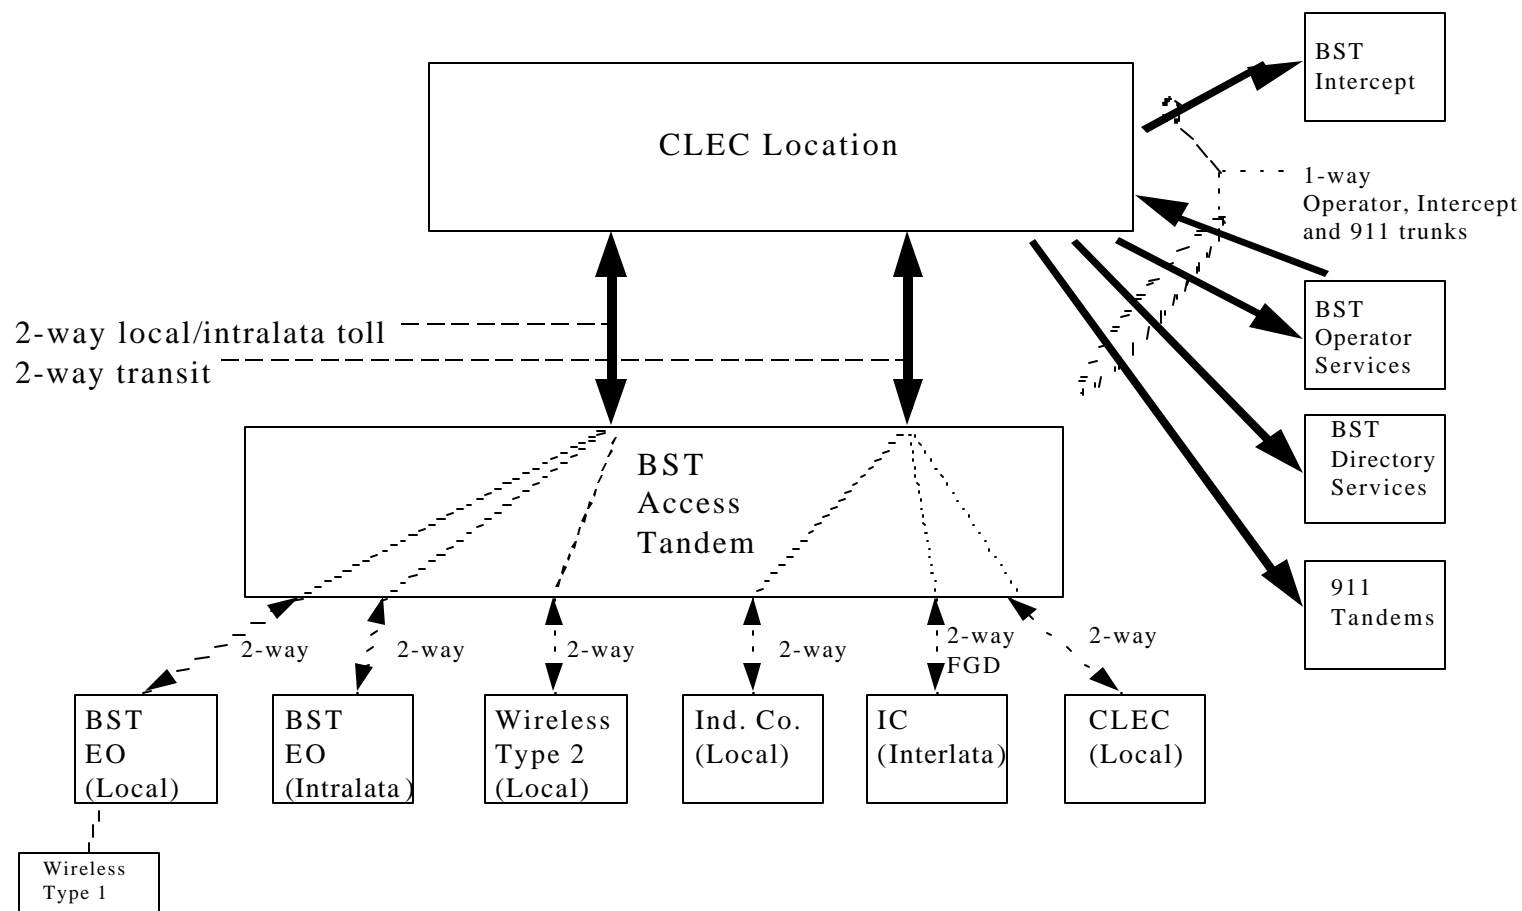 BST
Intercept
CLEC Location
1-way
Operator, Intercept
and 911 trunks
2-way local/intralata toll
2-way transit
BST
Operator
Services
BST
Directory
Services
BST
Access
Tandem
911
Tandems
2-way
2-way
2-way
2-way
2-way
FGD
2-way
BST
EO
(Local)
BST
EO
(Intralata)
Wireless
Type 2
(Local)
Ind. Co.
(Local)
IC
(Interlata)
CLEC
(Local)
Wireless
Type 1